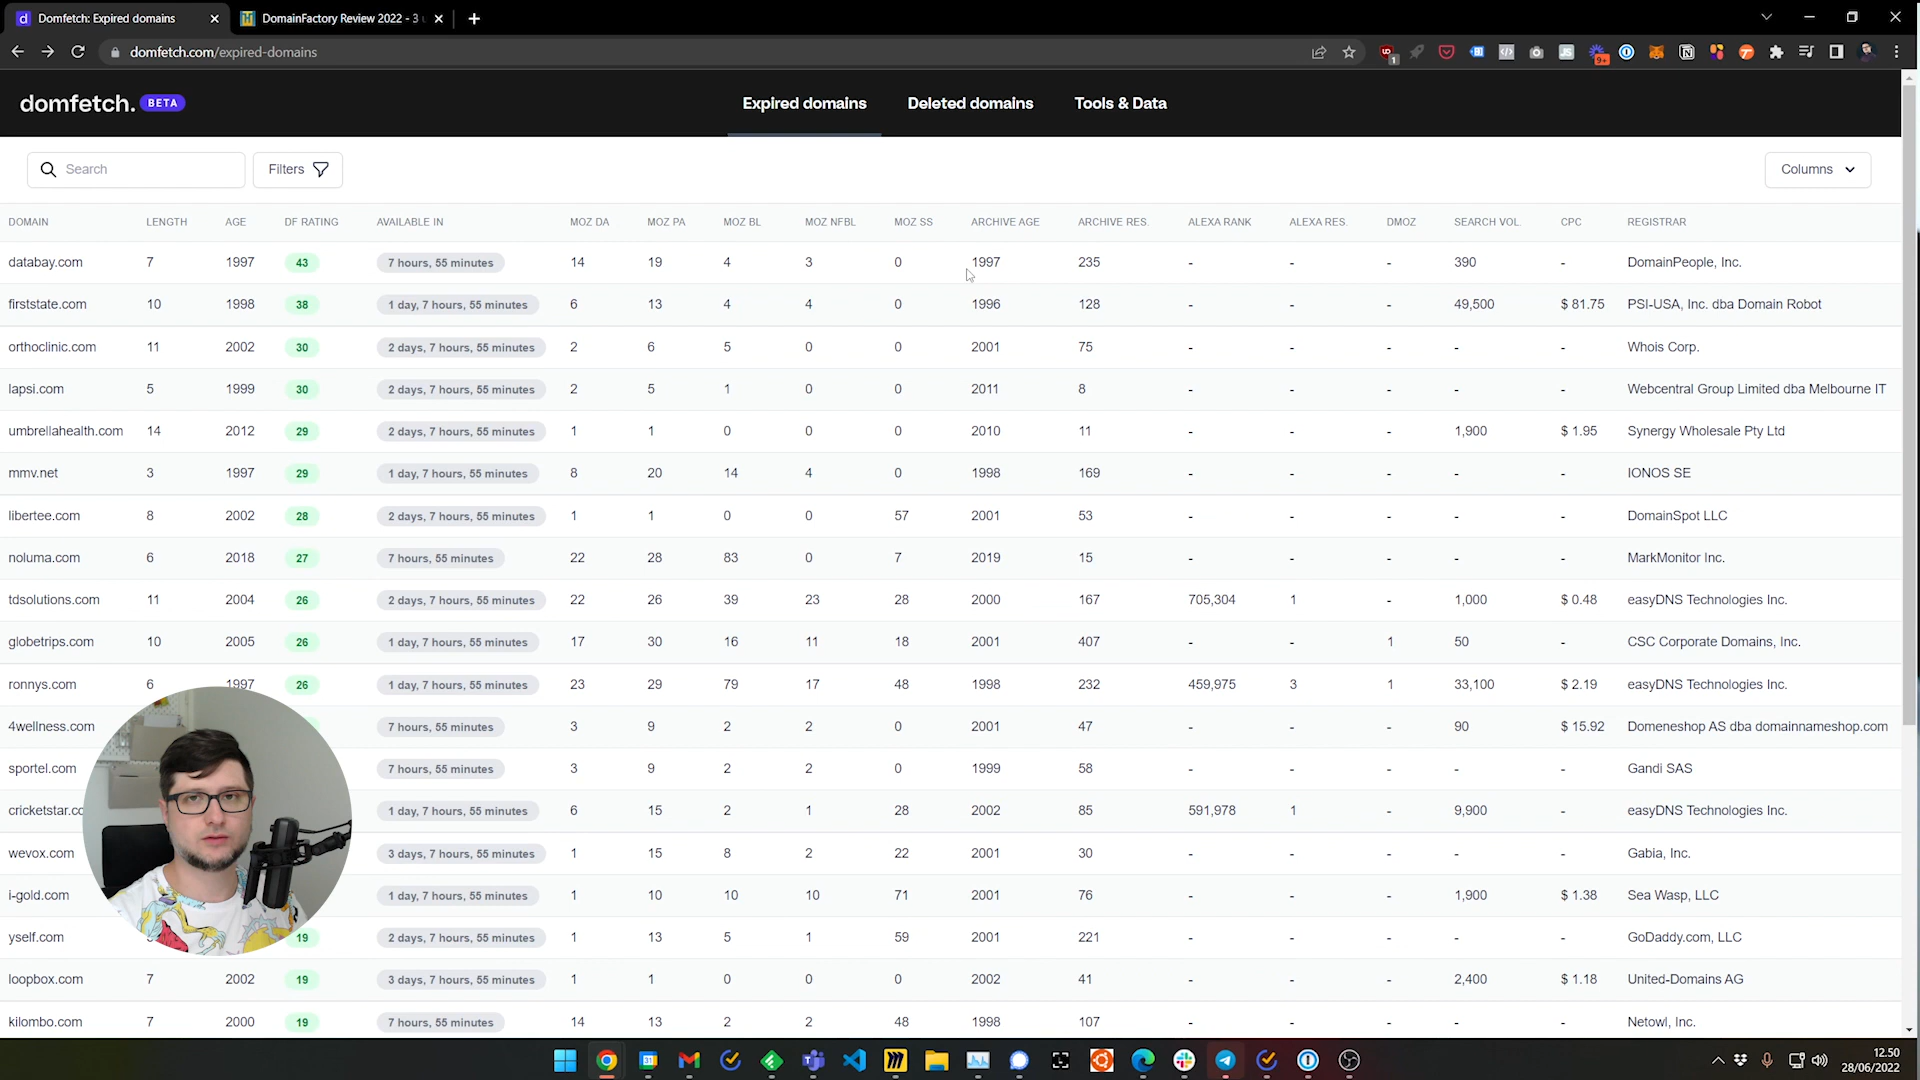 Domfetch: Expired domains
DomainFactory Review 2022 - 3
domfetch.com/expired-domains
1
9+
domfetch. BETA
Expired domains Deleted domains Tools & Data
Search Filters Columns
DOMAIN LENGTH AGE DF RATING AVAILABLE IN MOZ DA MOZ PA MOZ BL MOZ NFBL MOZ SS ARCHIVE AGE ARCHIVE RES. ALEXA RANK ALEXA RES. DMOZ SEARCH VOL. CPC REGISTRAR
databay.com 7 1997 43 7 hours, 55 minutes 14 19 4 3 0 1997 235 - - - 390 - DomainPeople, Inc.
firststate.com 10 1998 38 1 day, 7 hours, 55 minutes 6 13 4 4 0 1996 128 - - - 49,500 $ 81.75 PSI-USA, Inc. dba Domain Robot
orthoclinic.com 11 2002 30 2 days, 7 hours, 55 minutes 2 6 5 0 0 2001 75 - - - - - Whois Corp.
lapsi.com 5 1999 30 2 days, 7 hours, 55 minutes 2 5 1 0 0 2011 8 - - - - - Webcentral Group Limited dba Melbourne IT
umbrellahealth.com 14 2012 29 2 days, 7 hours, 55 minutes 1 1 0 0 0 2010 11 - - - 1,900 $ 1.95 Synergy Wholesale Pty Ltd
mmv.net 3 1997 29 1 day, 7 hours, 55 minutes 8 20 14 4 0 1998 169 - - - - - IONOS SE
libertee.com 8 2002 28 2 days, 7 hours, 55 minutes 1 1 0 0 57 2001 53 - - - - - DomainSpot LLC
noluma.com 6 2018 27 7 hours, 55 minutes 22 28 83 0 7 2019 15 - - - - - MarkMonitor Inc.
tdsolutions.com 11 2004 26 2 days, 7 hours, 55 minutes 22 26 39 23 28 2000 167 705,304 1 - 1,000 $ 0.48 easyDNS Technologies Inc.
globetrips.com 10 2005 26 1 day, 7 hours, 55 minutes 17 30 16 11 18 2001 407 - - 1 50 - CSC Corporate Domains, Inc.
ronnys.com 6 1997 26 1 day, 7 hours, 55 minutes 23 29 79 17 48 1998 232 459,975 3 1 33,100 $ 2.19 easyDNS Technologies Inc.
4wellness.com 7 hours, 55 minutes 3 9 2 2 0 2001 47 - - - 90 $ 15.92 Domeneshop AS dba domainnameshop.com
sportel.com 7 hours, 55 minutes 3 9 2 2 0 1999 58 - - - - - Gandi SAS
cricketstar.co 1 day, 7 hours, 55 minutes 6 15 2 1 28 2002 85 591,978 1 - 9,900 - easyDNS Technologies Inc.
wevox.com 3 days, 7 hours, 55 minutes 1 15 8 2 22 2001 30 - - - - - Gabia, Inc.
i-gold.com 1 day, 7 hours, 55 minutes 1 10 10 10 71 2001 76 - - - 1,900 $ 1.38 Sea Wasp, LLC
yself.com 19 2 days, 7 hours, 55 minutes 1 13 5 1 59 2001 221 - - - - - GoDaddy.com, LLC
loopbox.com 7 2002 19 3 days, 7 hours, 55 minutes 1 1 0 0 0 2002 41 - - - 2,400 $ 1.18 United-Domains AG
kilombo.com 7 2000 19 7 hours, 55 minutes 14 13 2 2 48 1998 107 - - - - - Netowl, Inc.
12.50
28/06/2022